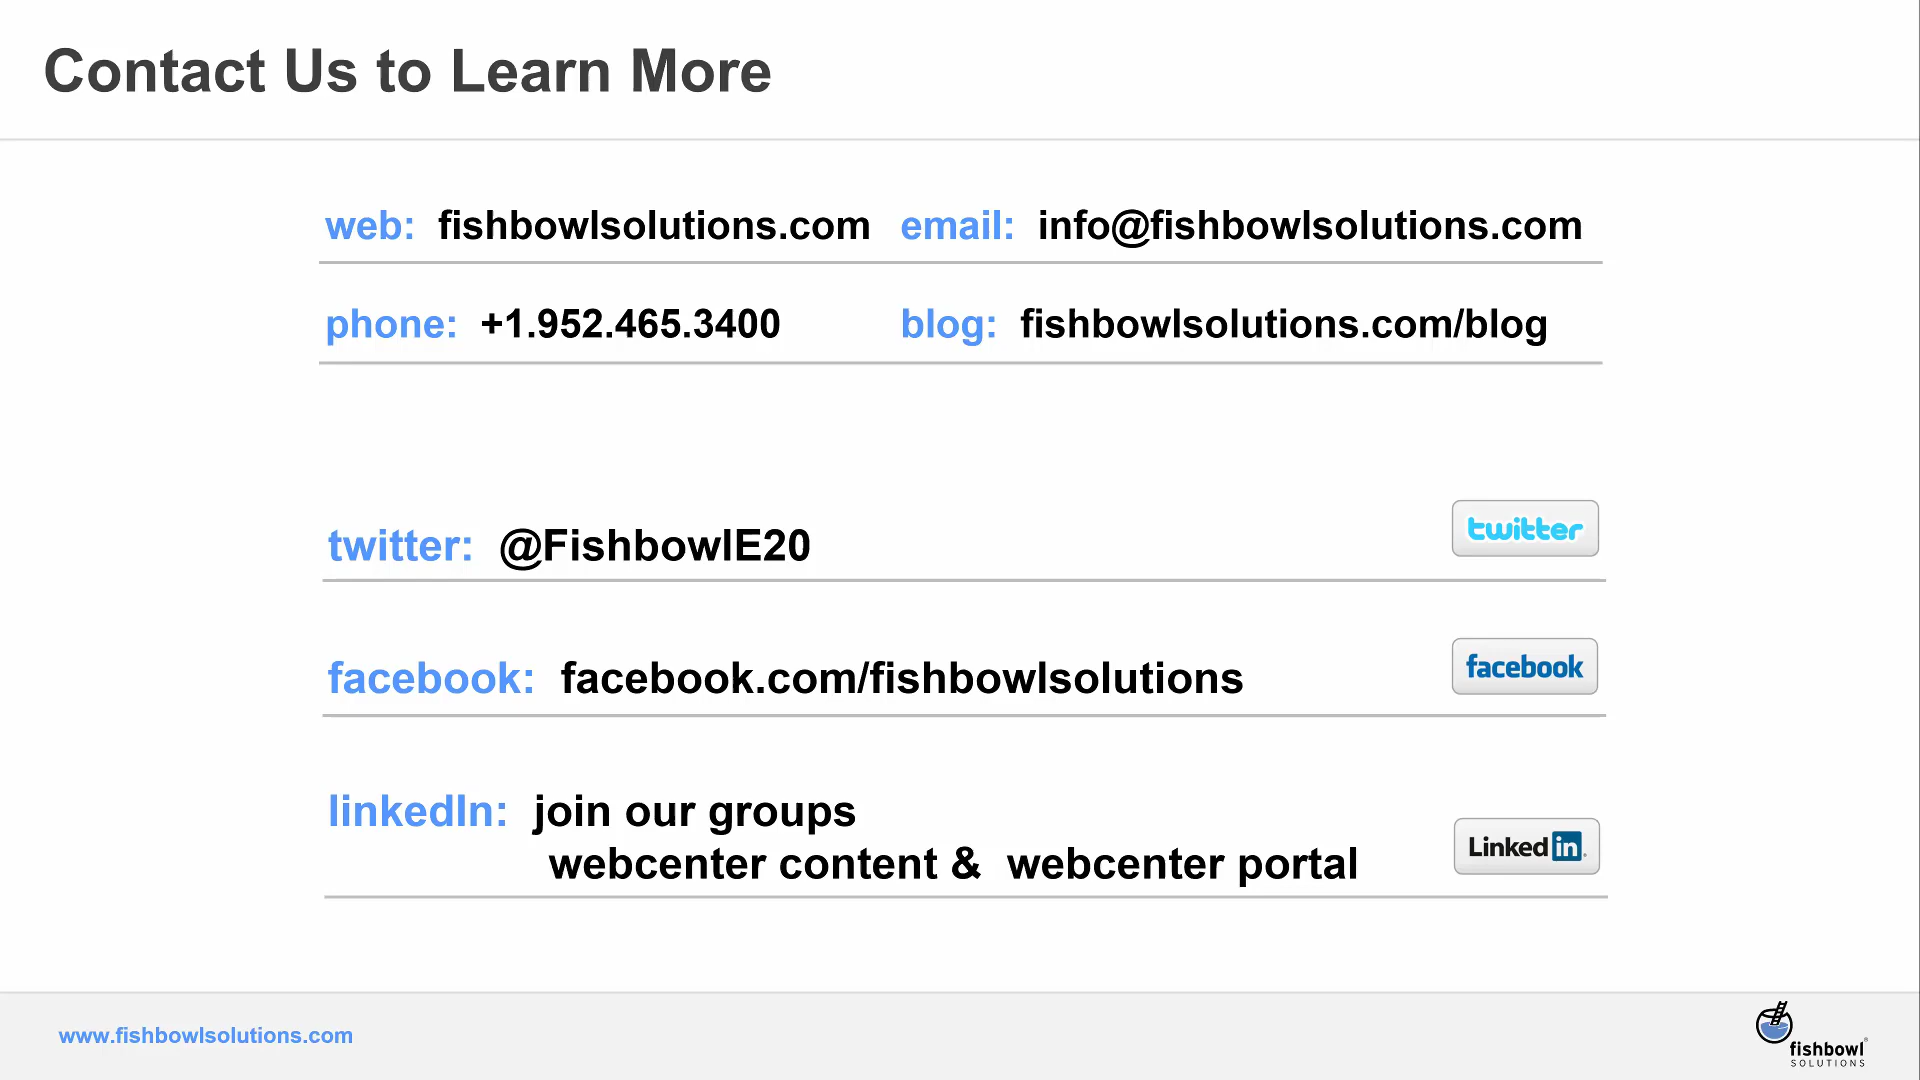 Contact Us to Learn More
web: fishbowlsolutions.com email: info@fishbowlsolutions.com
phone: +1.952.465.3400 blog: fishbowlsolutions.com/blog
twitter: @FishbowlE20
twitter
facebook: facebook.com/fishbowlsolutions
facebook
linkedIn: join our groups
webcenter content & webcenter portal
Linked in
www.fishbowlsolutions.com
fishbowl®
SOLUTIONS